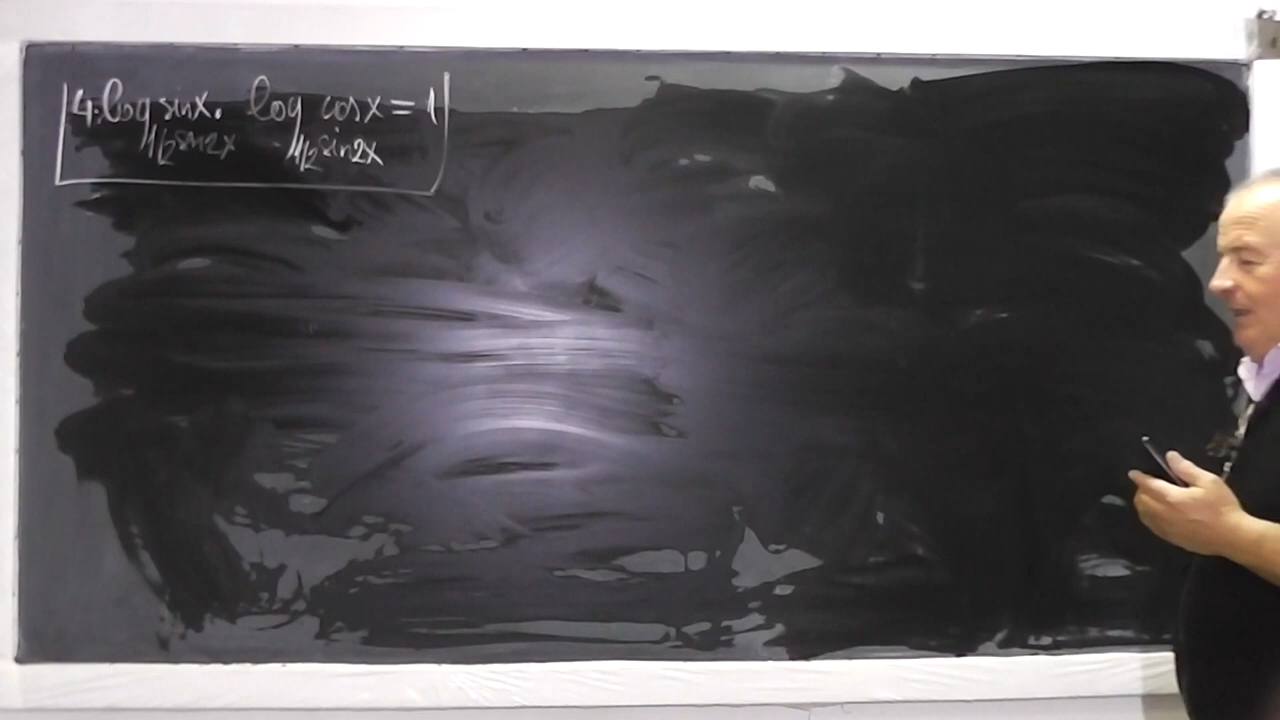 4·log sinx · log cosx = 1
1/2 sin2x 1/2 sin2x